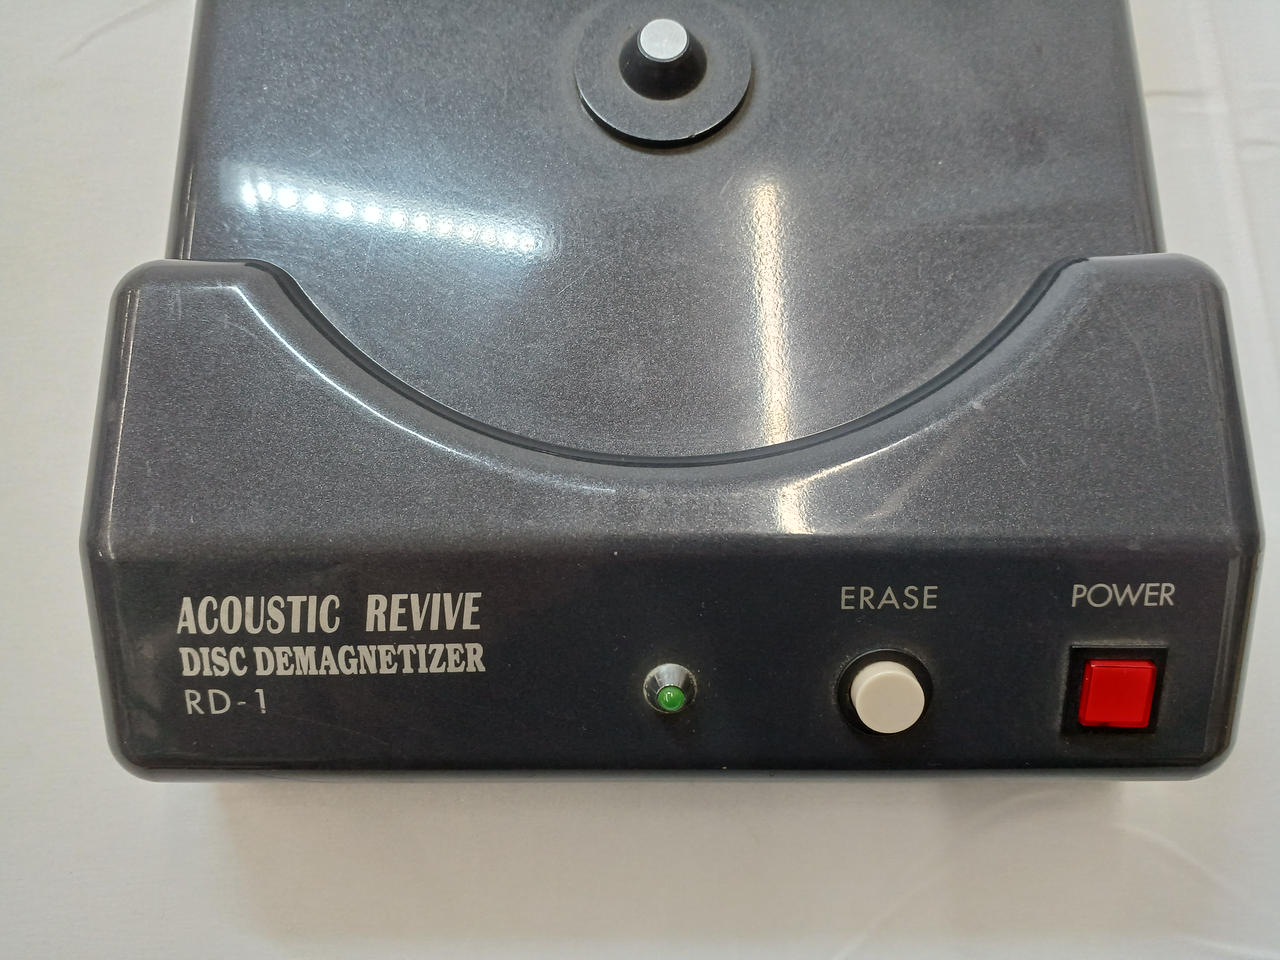 ACOUSTIC REVIVE
DISC DEMAGNETIZER
RD-1
ERASE
POWER